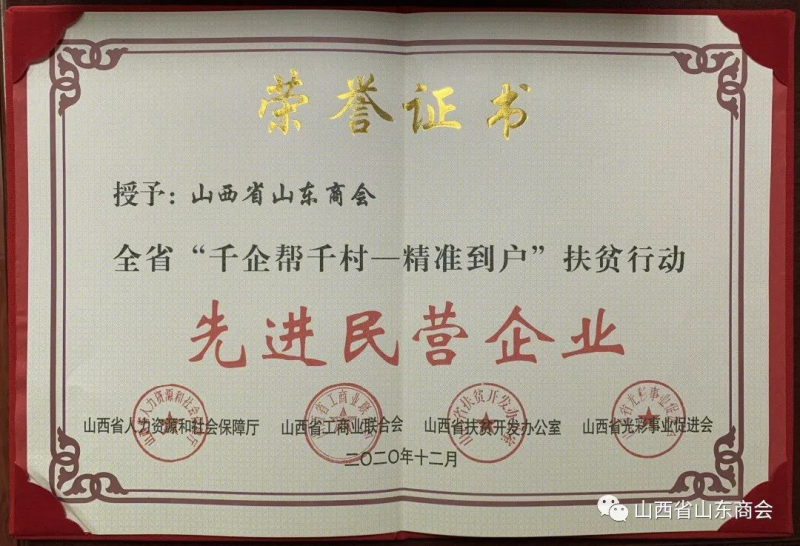 荣誉证书
授予：山西省山东商会
全省“千企帮千村—精准到户”扶贫行动
先进民营企业
山西省人力资源和社会保障厅 山西省工商业联合会 山西省扶贫开发办公室 山西省光彩事业促进会
二〇二〇年十二月
山西省山东商会